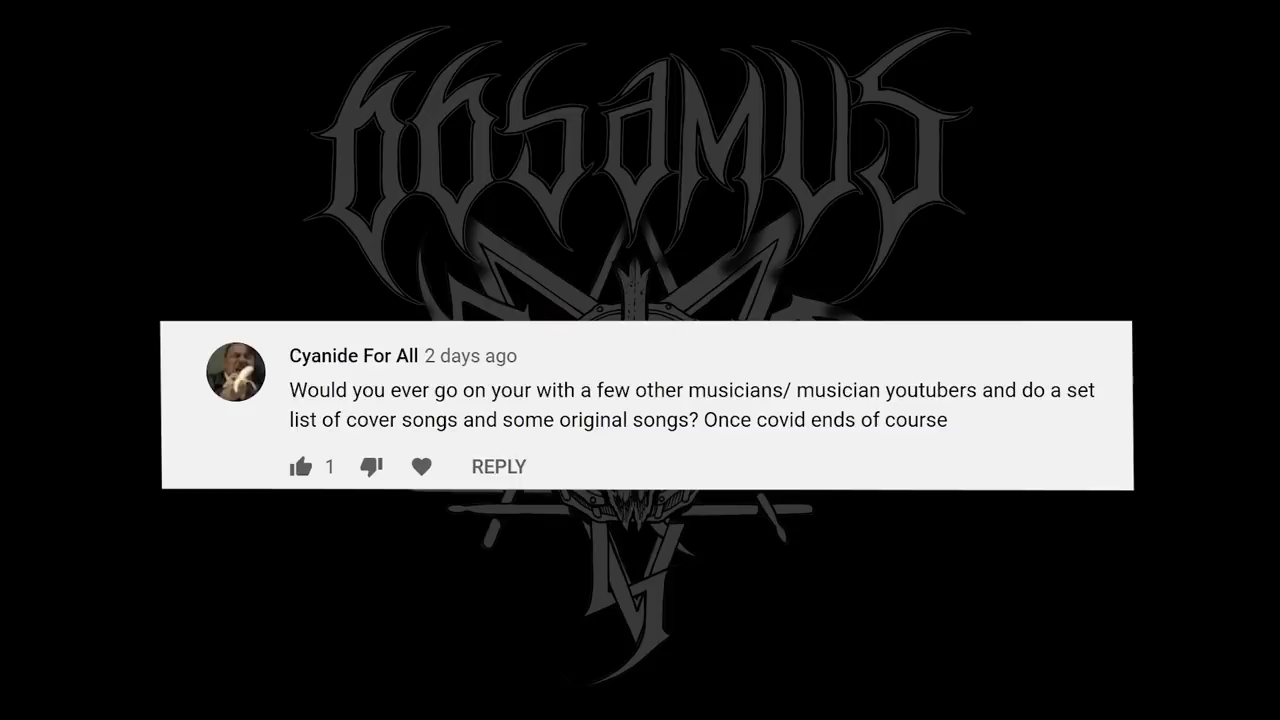 66SAMUS
Cyanide For All 2 days ago
Would you ever go on your with a few other musicians/ musician youtubers and do a set
list of cover songs and some original songs? Once covid ends of course
1 REPLY